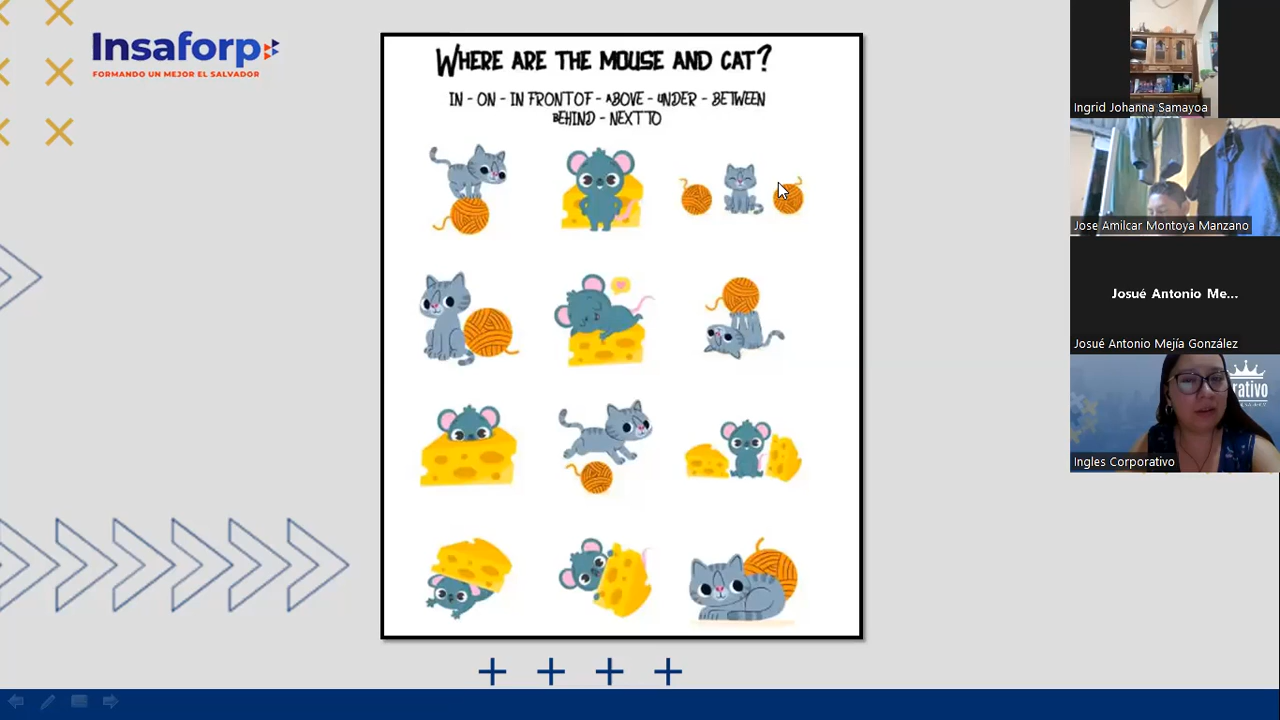 Insaforp
FORMANDO UN MEJOR EL SALVADOR
WHERE ARE THE MOUSE AND CAT?
IN - ON - IN FRONT OF - ABOVE - UNDER - BETWEEN
BEHIND - NEXT TO
Ingrid Johanna Samayoa
Jose Amílcar Montoya Manzano
Josué Antonio Me...
Josué Antonio Mejía González
rativo
Ingles Corporativo